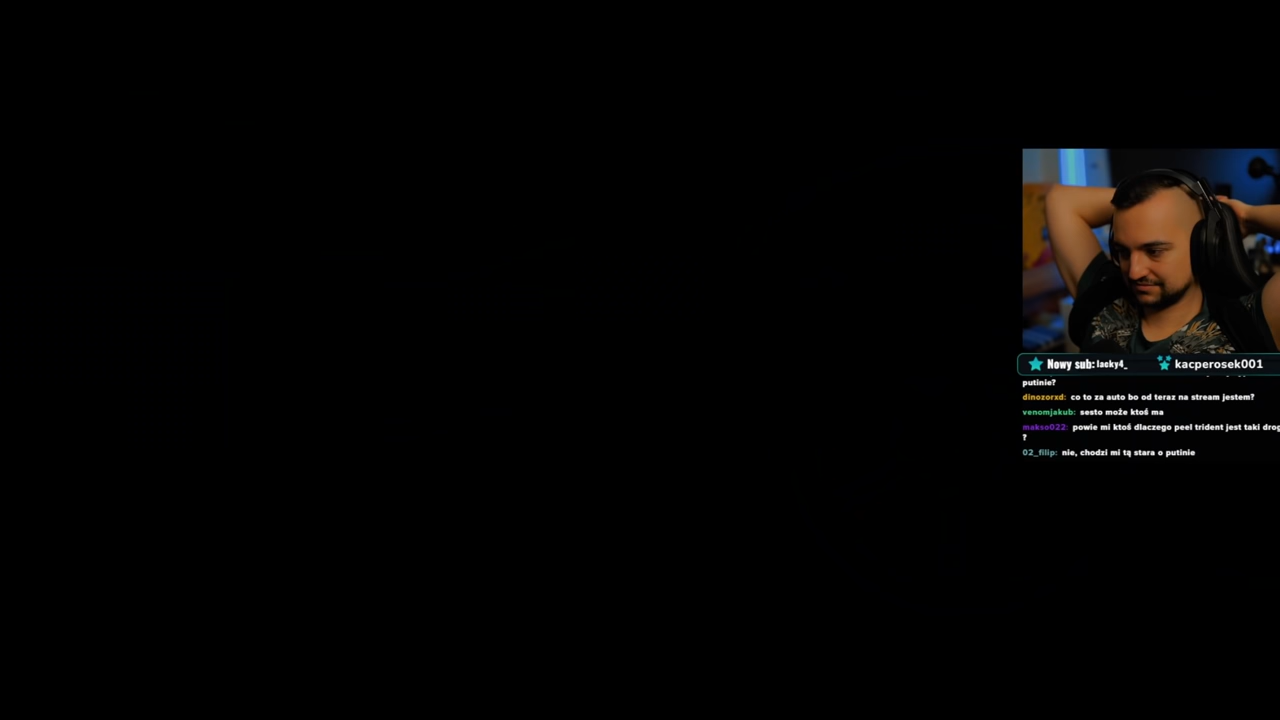 Nowy sub: lacky4_ kacperosek001
putinie?
dinozorxd: co to za auto bo od teraz na stream jestem?
venomjakub: sesto może ktoś ma
makso022: powie mi ktoś dlaczego peel trident jest taki drog
?
02_filip: nie, chodzi mi tą stara o putinie